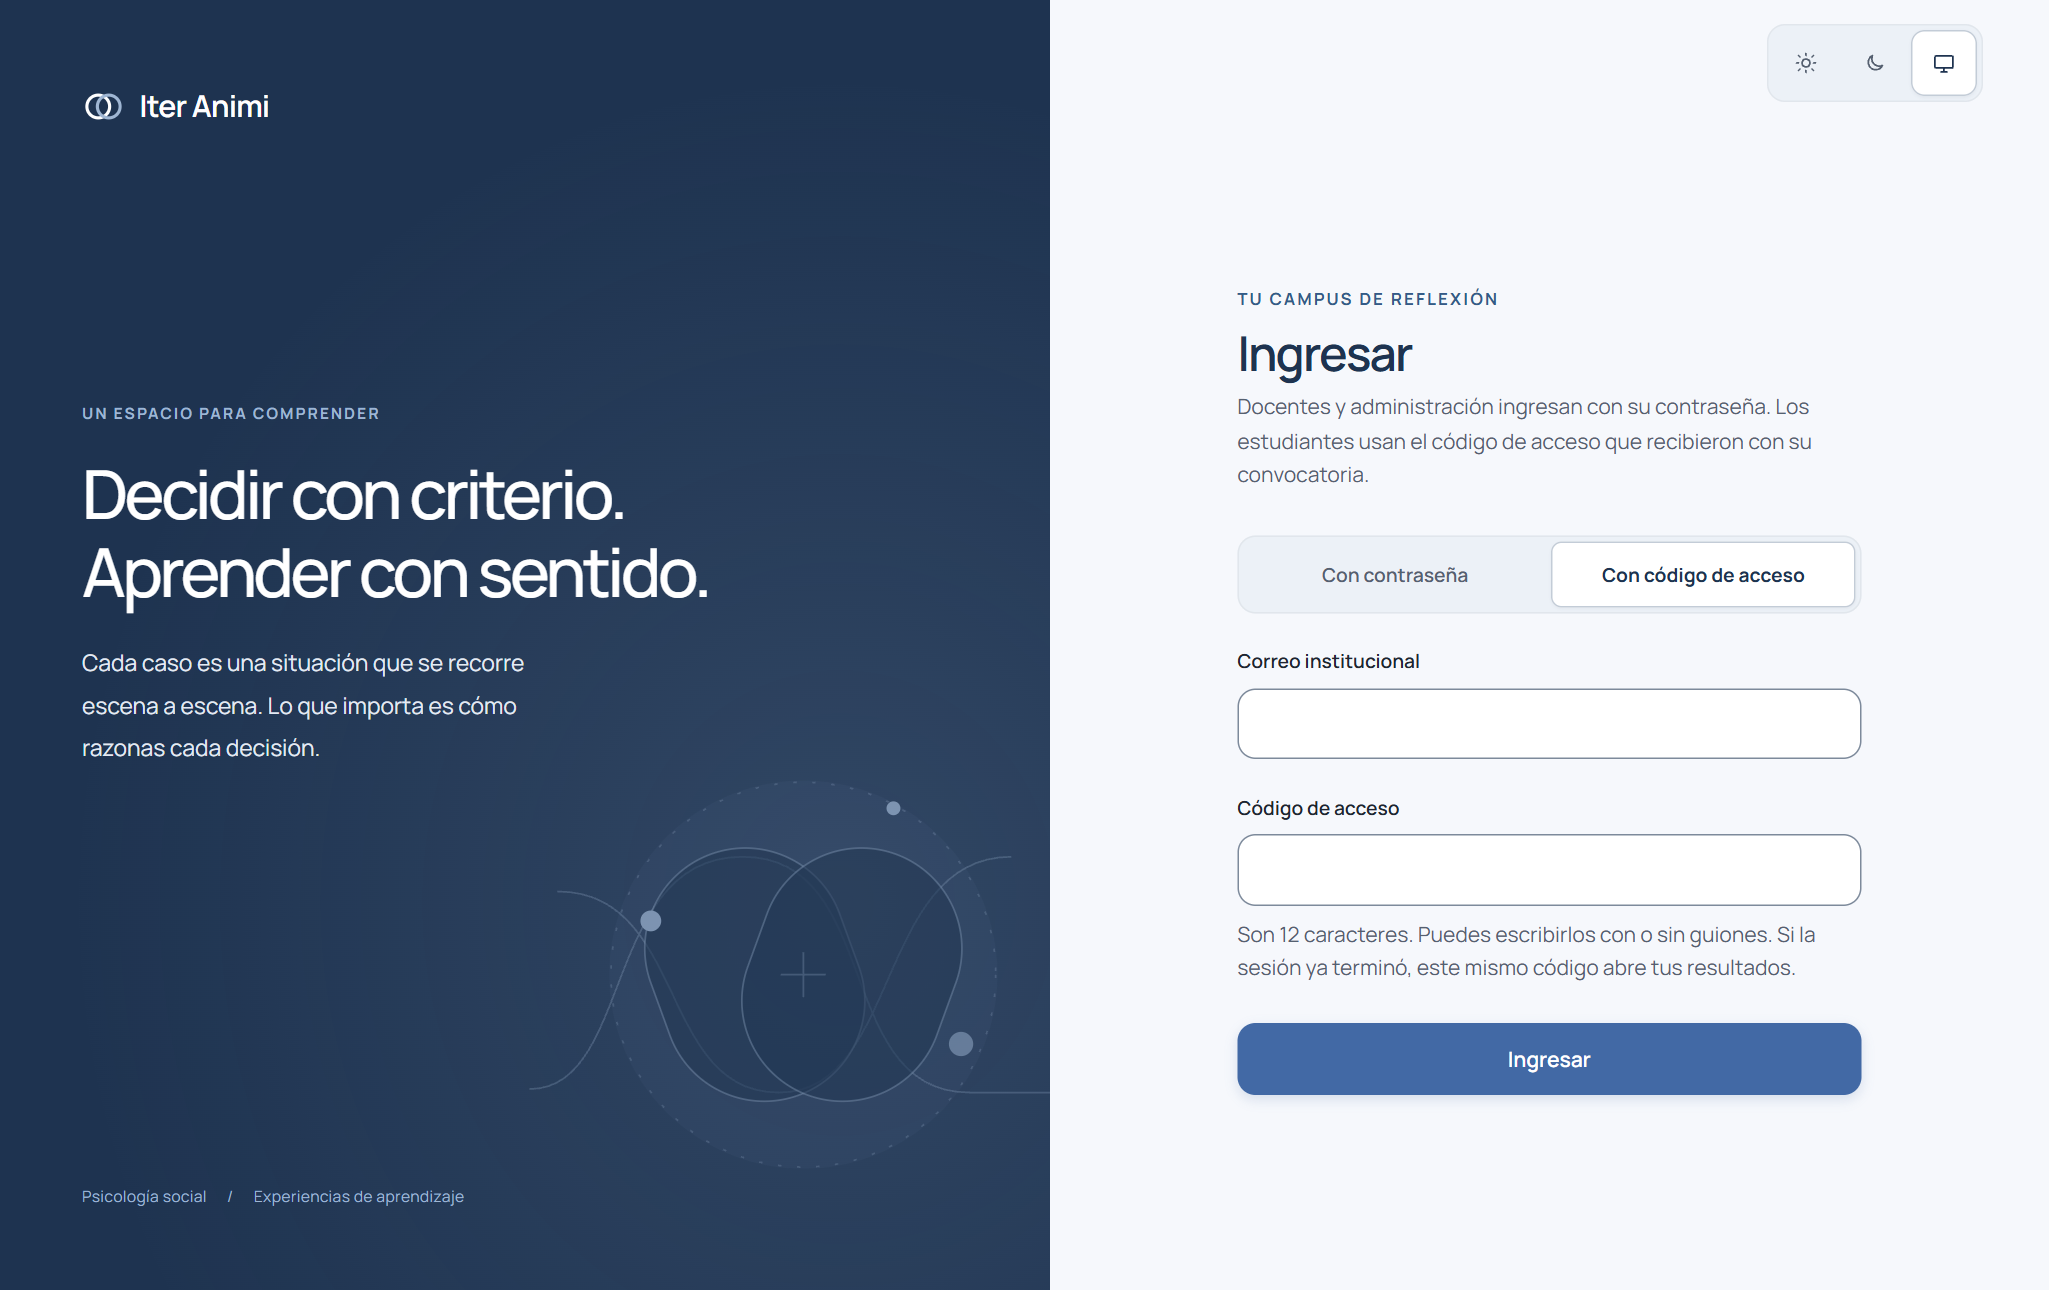 Iter Animi
UN ESPACIO PARA COMPRENDER
Decidir con criterio.
Aprender con sentido.
Cada caso es una situación que se recorre
escena a escena. Lo que importa es cómo
razonas cada decisión.
Psicología social / Experiencias de aprendizaje
TU CAMPUS DE REFLEXIÓN
Ingresar
Docentes y administración ingresan con su contraseña. Los
estudiantes usan el código de acceso que recibieron con su
convocatoria.
Con contraseña
Con código de acceso
Correo institucional
Código de acceso
Son 12 caracteres. Puedes escribirlos con o sin guiones. Si la
sesión ya terminó, este mismo código abre tus resultados.
Ingresar